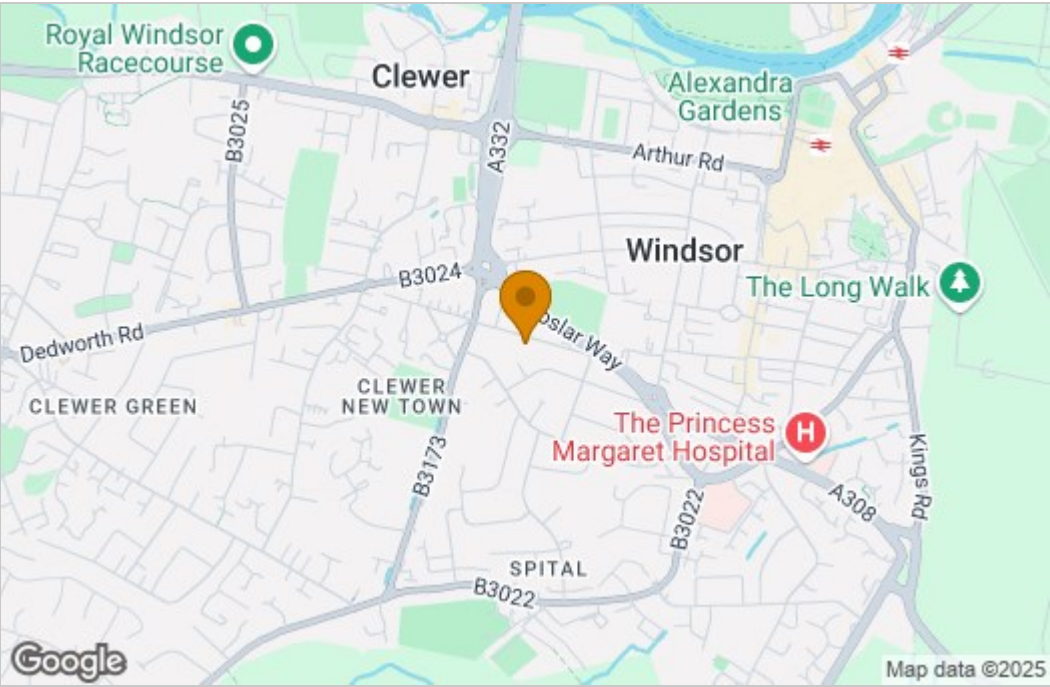 Royal Windsor
Racecourse
Clewer
Alexandra
Gardens
B3025
A332
Arthur Rd
Windsor
B3024
The Long Walk
oslar Way
Dedworth Rd
CLEWER
NEW TOWN
CLEWER GREEN
The Princess
Margaret Hospital
H
B3173
Kings Rd
A308
B3022
SPITAL
B3022
Google
Map data ©2025